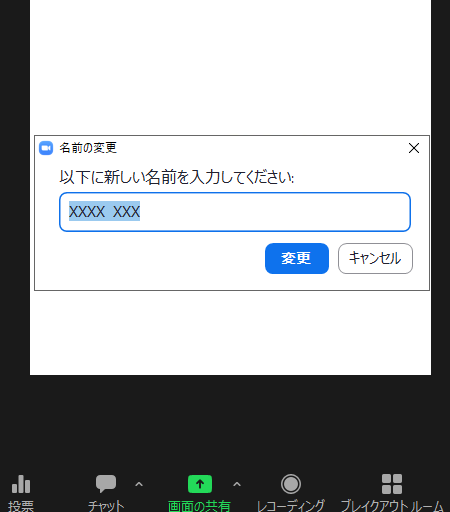 名前の変更
以下に新しい名前を入力してください:
XXXX XXX
変更 キャンセル
投票 チャット 画面の共有 レコーディング ブレイクアウト ルーム